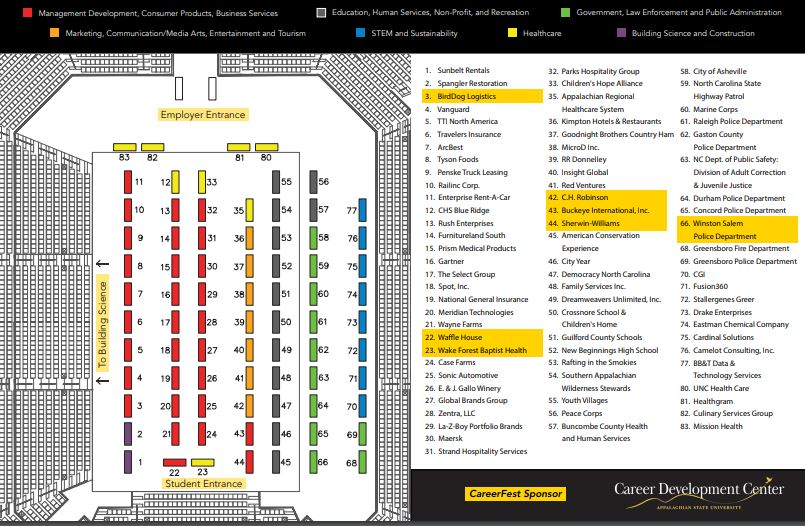 Management Development, Consumer Products, Business Services
Education, Human Services, Non-Profit, and Recreation
Government, Law Enforcement and Public Administration
Marketing, Communication/Media Arts, Entertainment and Tourism
STEM and Sustainability
Healthcare
Building Science and Construction
Employer Entrance
83 82 81 80
11 12 33 55 56
10 13 32 35 54 57 77
9 14 31 36 53 58 76
8 15 30 37 52 59 75
7 16 29 38 51 60 74
6 17 28 39 50 61 73
5 18 27 40 49 62 72
4 19 26 41 48 63 71
3 20 25 42 47 64 70
2 21 24 43 46 65 69
1 22 23 44 45 66 68
To Building Science
Student Entrance
1. Sunbelt Rentals
2. Spangler Restoration
3. BirdDog Logistics
4. Vanguard
5. TTI North America
6. Travelers Insurance
7. ArcBest
8. Tyson Foods
9. Penske Truck Leasing
10. Railinc Corp.
11. Enterprise Rent-A-Car
12. CHS Blue Ridge
13. Rush Enterprises
14. Furnitureland South
15. Prism Medical Products
16. Gartner
17. The Select Group
18. Spot, Inc.
19. National General Insurance
20. Meridian Technologies
21. Wayne Farms
22. Waffle House
23. Wake Forest Baptist Health
24. Case Farms
25. Sonic Automotive
26. E. & J. Gallo Winery
27. Global Brands Group
28. Zentra, LLC
29. La-Z-Boy Portfolio Brands
30. Maersk
31. Strand Hospitality Services
32. Parks Hospitality Group
33. Children's Hope Alliance
35. Appalachian Regional
Healthcare System
36. Kimpton Hotels & Restaurants
37. Goodnight Brothers Country Ham
38. MicroD Inc.
39. RR Donnelley
40. Insight Global
41. Red Ventures
42. C.H. Robinson
43. Buckeye International, Inc.
44. Sherwin-Williams
45. American Conservation
Experience
46. City Year
47. Democracy North Carolina
48. Family Services Inc.
49. Dreamweavers Unlimited, Inc.
50. Crossnore School &
Children's Home
51. Guilford County Schools
52. New Beginnings High School
53. Rafting in the Smokies
54. Southern Appalachian
Wilderness Stewards
55. Youth Villages
56. Peace Corps
57. Buncombe County Health
and Human Services
58. City of Asheville
59. North Carolina State
Highway Patrol
60. Marine Corps
61. Raleigh Police Department
62. Gaston County
Police Department
63. NC Dept. of Public Safety:
Division of Adult Correction
& Juvenile Justice
64. Durham Police Department
65. Concord Police Department
66. Winston Salem
Police Department
68. Greensboro Fire Department
69. Greensboro Police Department
70. CGI
71. Fusion360
72. Stallergenes Greer
73. Drake Enterprises
74. Eastman Chemical Company
75. Cardinal Solutions
76. Camelot Consulting, Inc.
77. BB&T Data &
Technology Services
80. UNC Health Care
81. Healthgram
82. Culinary Services Group
83. Mission Health
CareerFest Sponsor
Career Development Center
APPALACHIAN STATE UNIVERSITY